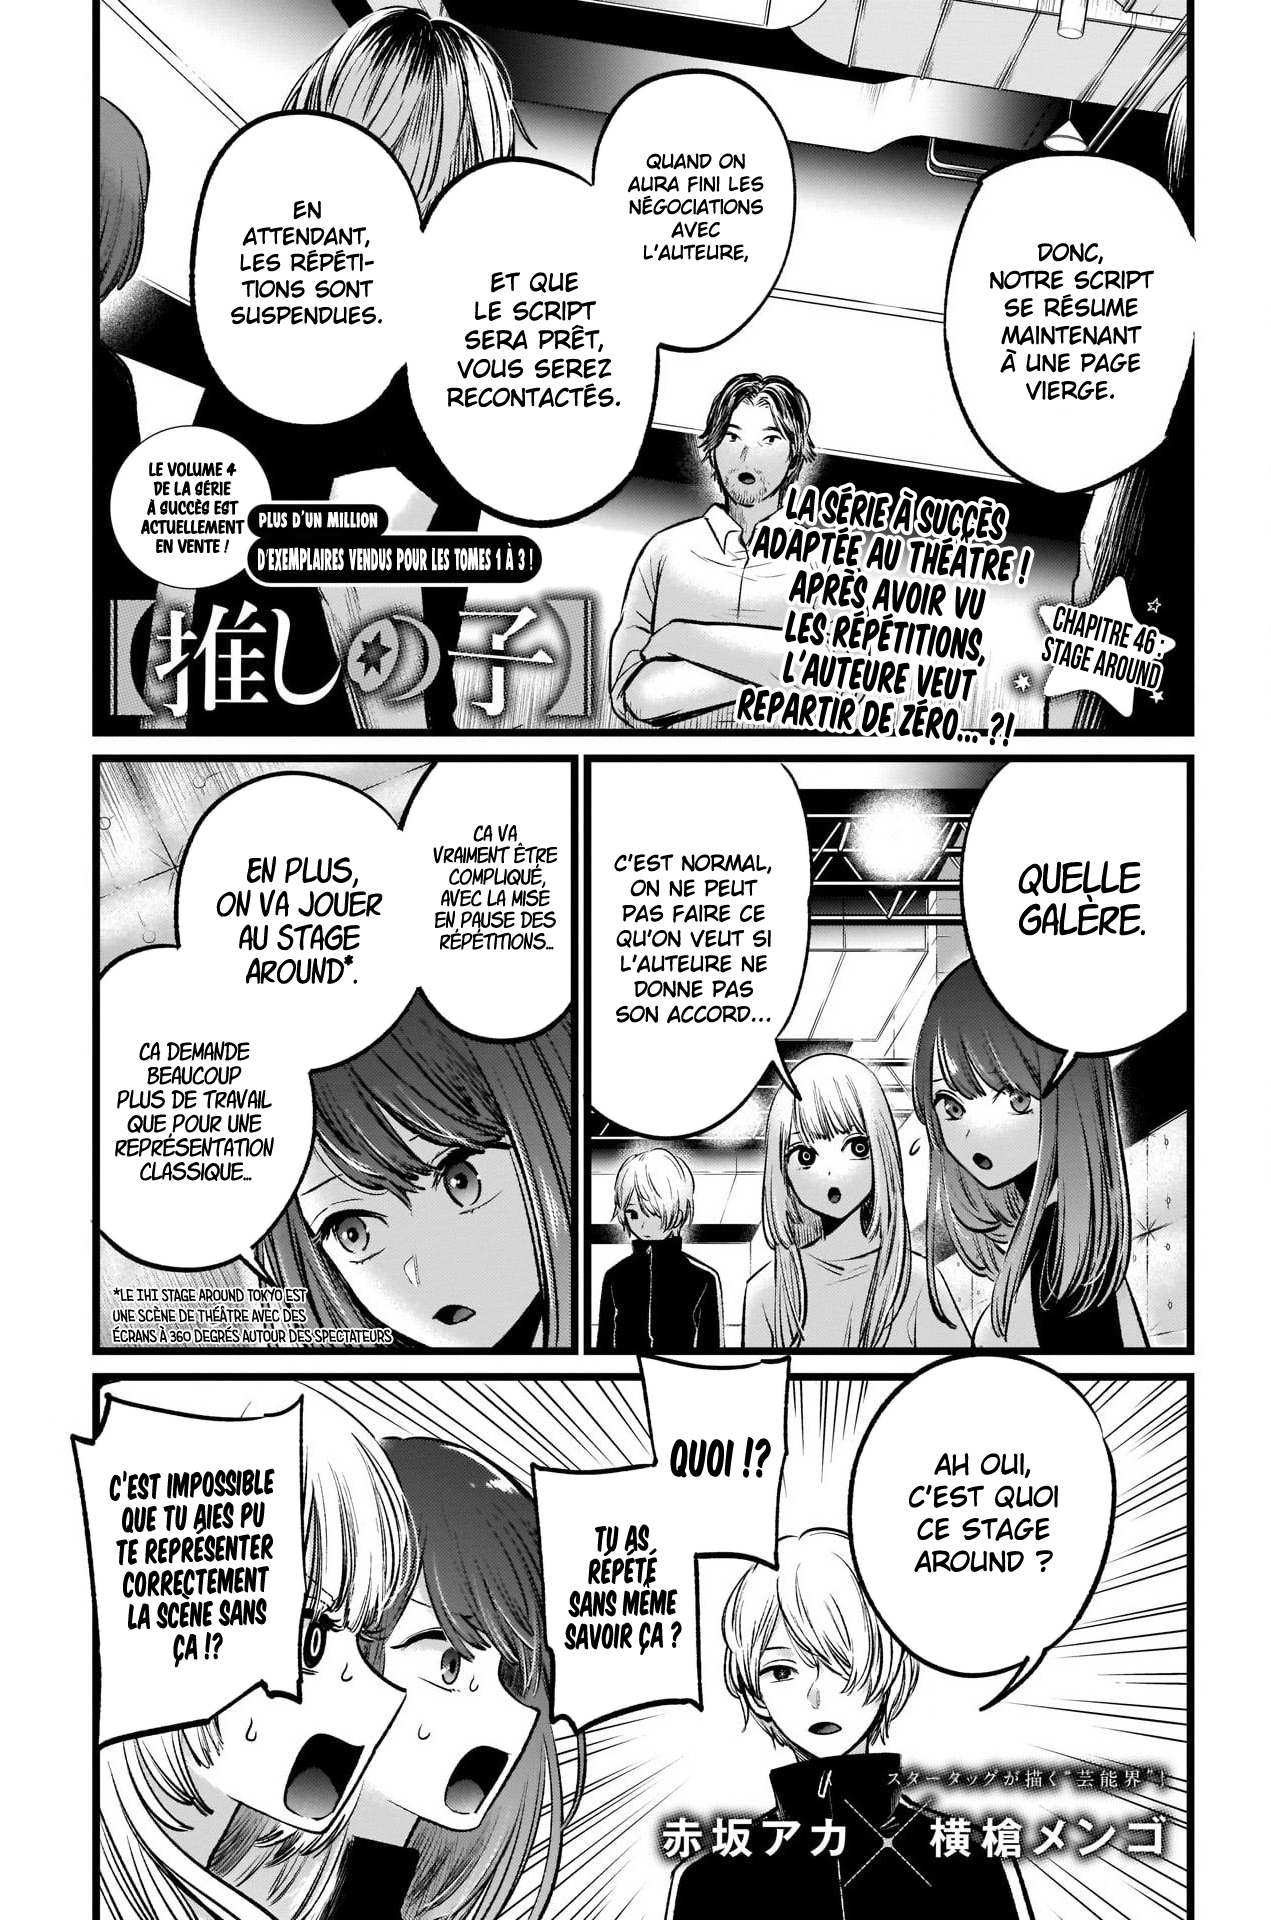 DONC,
NOTRE SCRIPT
SE RÉSUME
MAINTENANT
À UNE PAGE
VIERGE.
QUAND ON
AURA FINI LES
NÉGOCIATIONS
AVEC
L'AUTEURE,
ET QUE
LE SCRIPT
SERA PRÊT,
VOUS SEREZ
RECONTACTÉS.
EN
ATTENDANT,
LES RÉPÉTI-
TIONS SONT
SUSPENDUES.
LE VOLUME 4
DE LA SÉRIE
À SUCCÈS EST
ACTUELLEMENT
EN VENTE !
PLUS D'UN MILLION
D'EXEMPLAIRES VENDUS POUR LES TOMES 1 À 3 !
【推しの子】
LA SÉRIE À SUCCÈS
ADAPTÉE AU THÉATRE !
APRÈS AVOIR VU
LES RÉPÉTITIONS,
L'AUTEURE VEUT
REPARTIR DE ZÉRO... ?!
CHAPITRE 46 :
STAGE AROUND
QUELLE
GALÈRE.
C'EST NORMAL,
ON NE PEUT
PAS FAIRE CE
QU'ON VEUT SI
L'AUTEURE NE
DONNE PAS
SON ACCORD...
CA VA
VRAIMENT ÊTRE
COMPLIQUÉ,
AVEC LA MISE
EN PAUSE DES
RÉPÉTITIONS...
EN PLUS,
ON VA JOUER
AU STAGE
AROUND*.
CA DEMANDE
BEAUCOUP
PLUS DE TRAVAIL
QUE POUR UNE
REPRÉSENTATION
CLASSIQUE...
*LE IHI STAGE AROUND TOKYO EST
UNE SCÈNE DE THÉÂTRE AVEC DES
ÉCRANS À 360 DEGRÉS AUTOUR DES SPECTATEURS
AH OUI,
C'EST QUOI
CE STAGE
AROUND ?
QUOI !?
TU AS
RÉPÉTÉ
SANS MÊME
SAVOIR ÇA ?
C'EST IMPOSSIBLE
QUE TU AIES PU
TE REPRÉSENTER
CORRECTEMENT
LA SCÈNE SANS
ÇA !?
スタータッグが描く"芸能界"!
赤坂アカ×横槍メンゴ